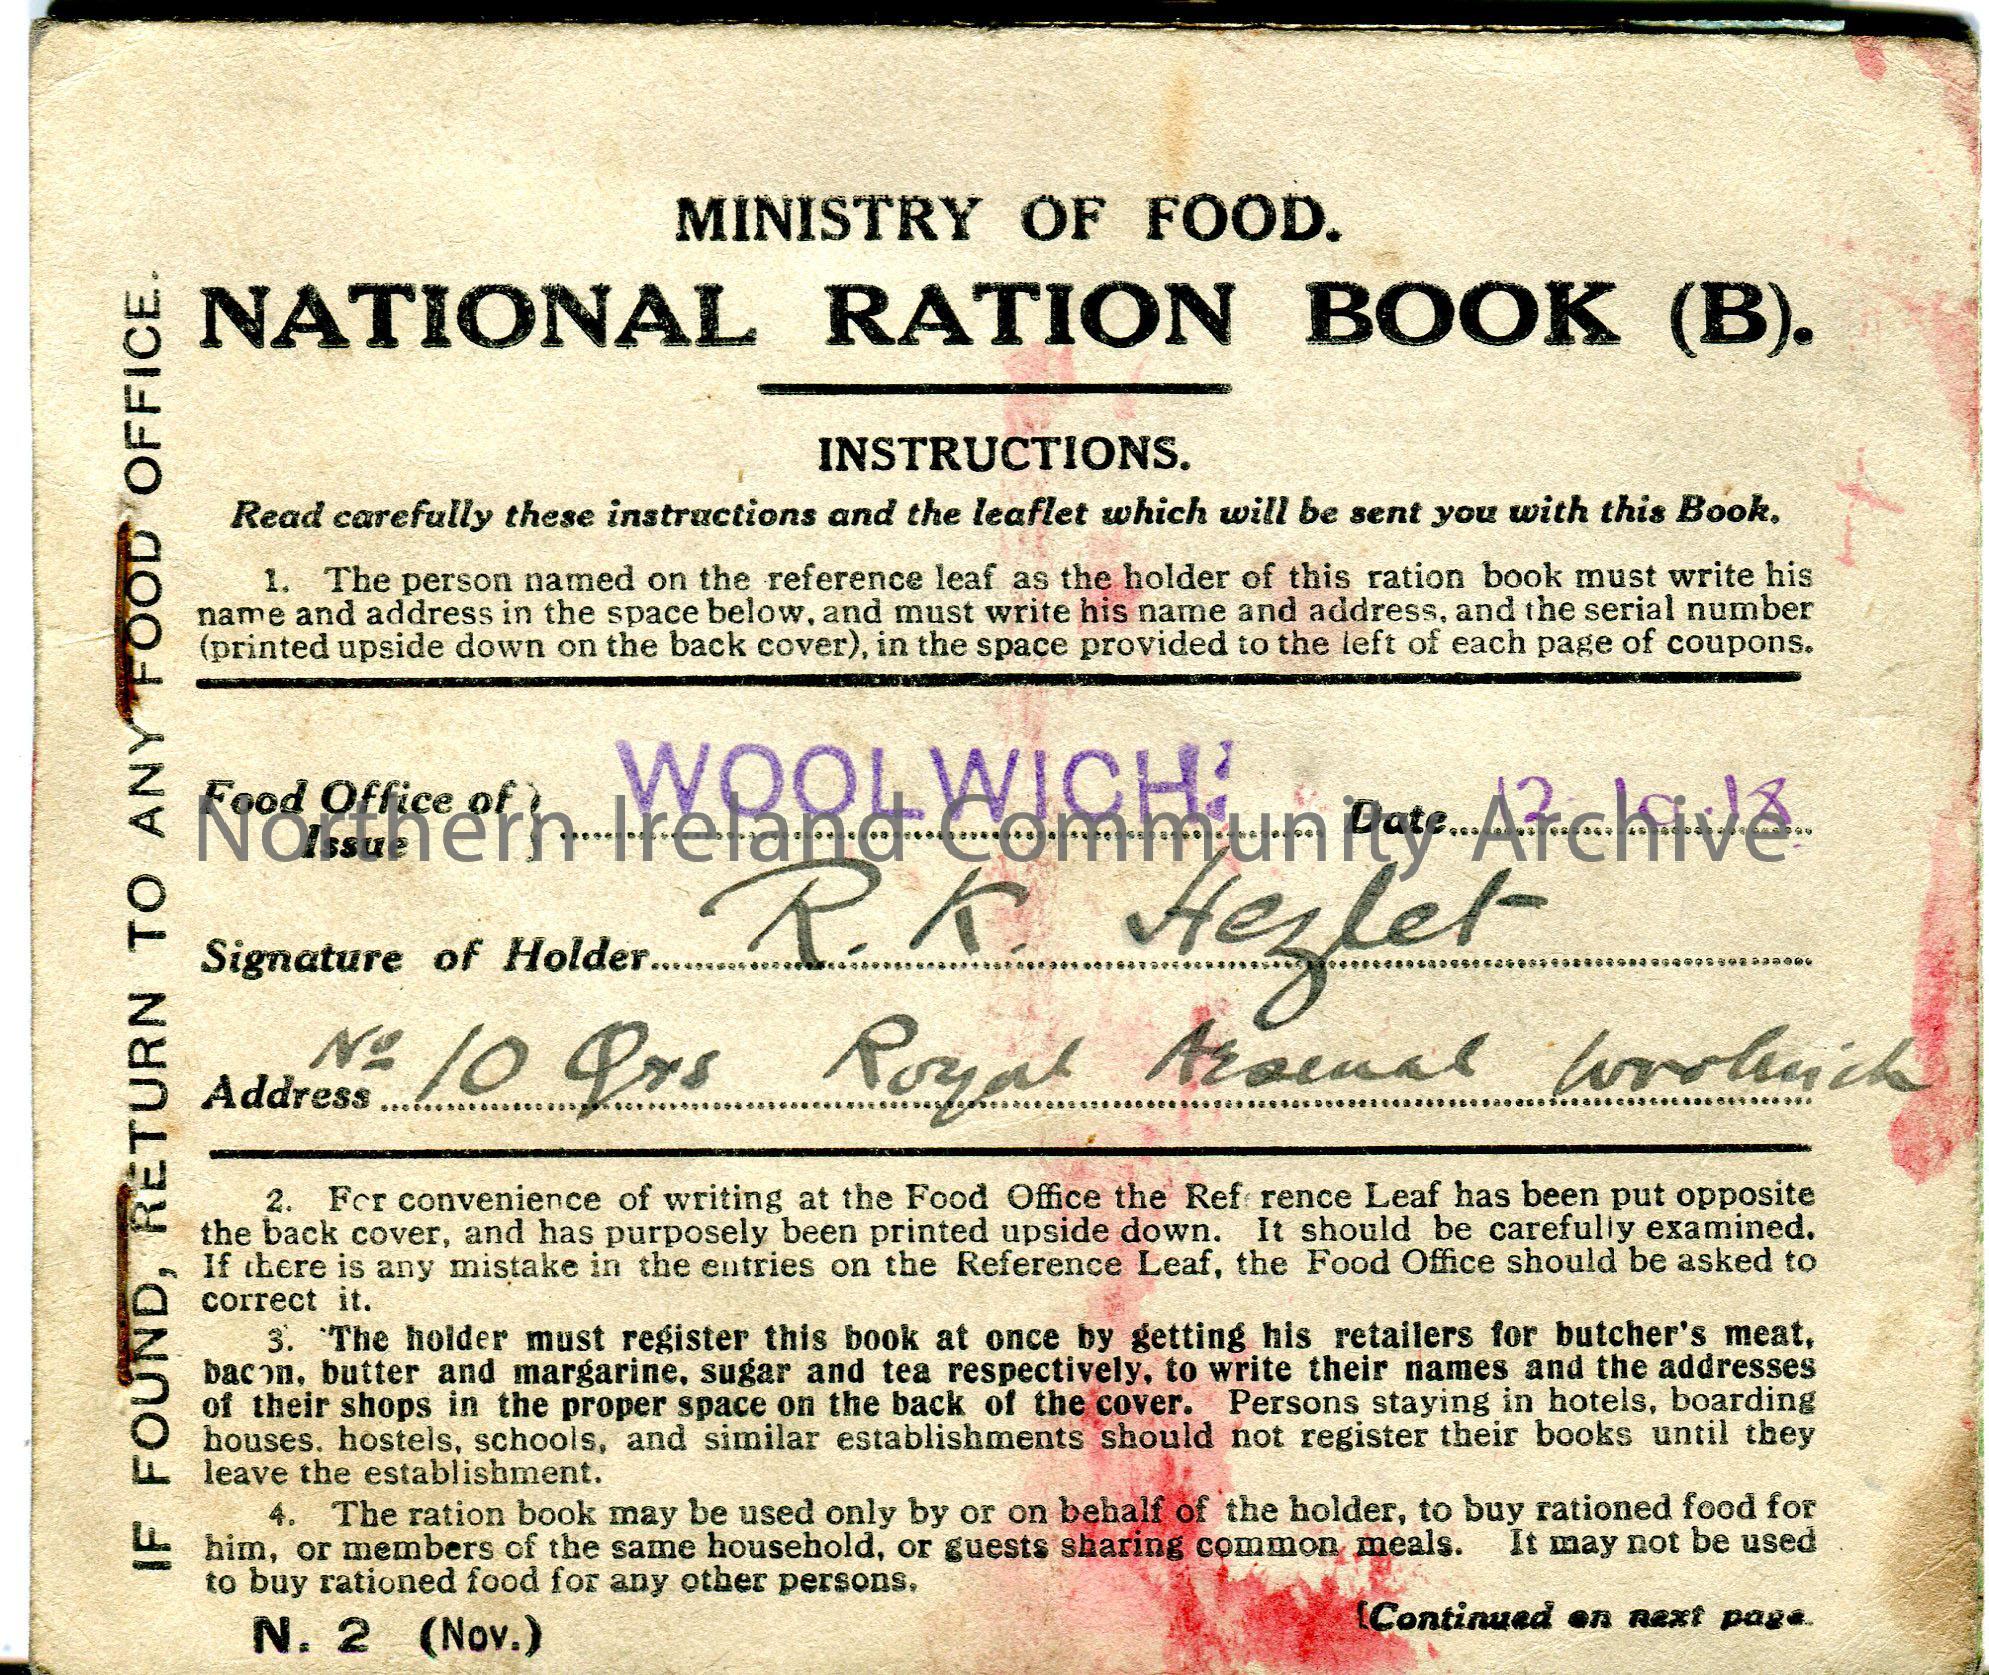 MINISTRY OF FOOD.
NATIONAL RATION BOOK (B).
INSTRUCTIONS.
Read carefully these instructions and the leaflet which will be sent you with this Book.
1. The person named on the reference leaf as the holder of this ration book must write his
name and address in the space below, and must write his name and address, and the serial number
(printed upside down on the back cover), in the space provided to the left of each page of coupons.
Food Office of Issue } WOOLWICH. Date 12.10.18
Northern Ireland Community Archive
Signature of Holder R. K. Hezlet
Address No 10 Qrs Royal Arsenal Woolwich
2. For convenience of writing at the Food Office the Reference Leaf has been put opposite
the back cover, and has purposely been printed upside down. It should be carefully examined.
If there is any mistake in the entries on the Reference Leaf, the Food Office should be asked to
correct it.
3. The holder must register this book at once by getting his retailers for butcher's meat,
bacon, butter and margarine, sugar and tea respectively, to write their names and the addresses
of their shops in the proper space on the back of the cover. Persons staying in hotels, boarding
houses, hostels, schools, and similar establishments should not register their books until they
leave the establishment.
4. The ration book may be used only by or on behalf of the holder, to buy rationed food for
him, or members of the same household, or guests sharing common meals. It may not be used
to buy rationed food for any other persons.
N. 2 (Nov.)
[Continued on next page.
IF FOUND, RETURN TO ANY FOOD OFFICE.